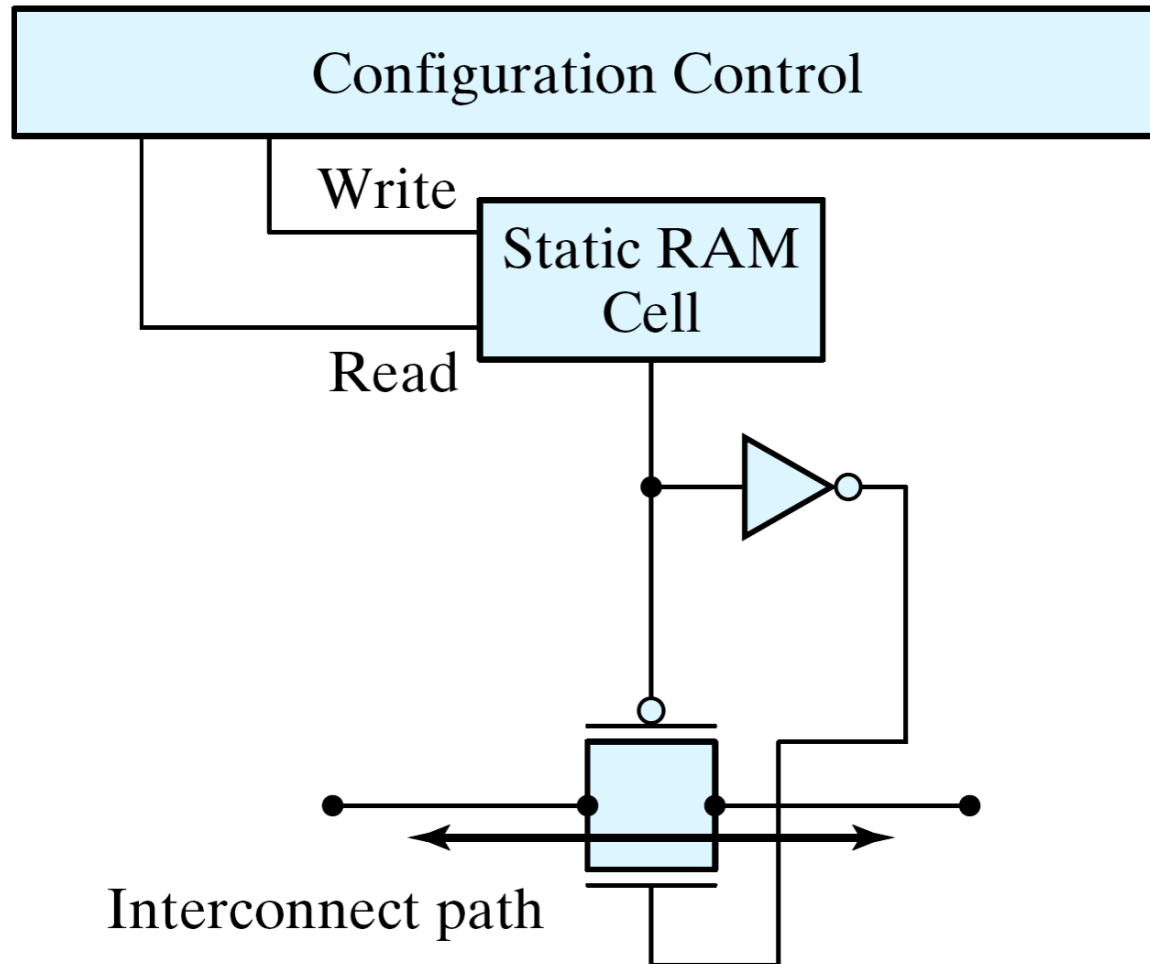 Configuration Control
Write
Static RAM
Cell
Read
Interconnect path